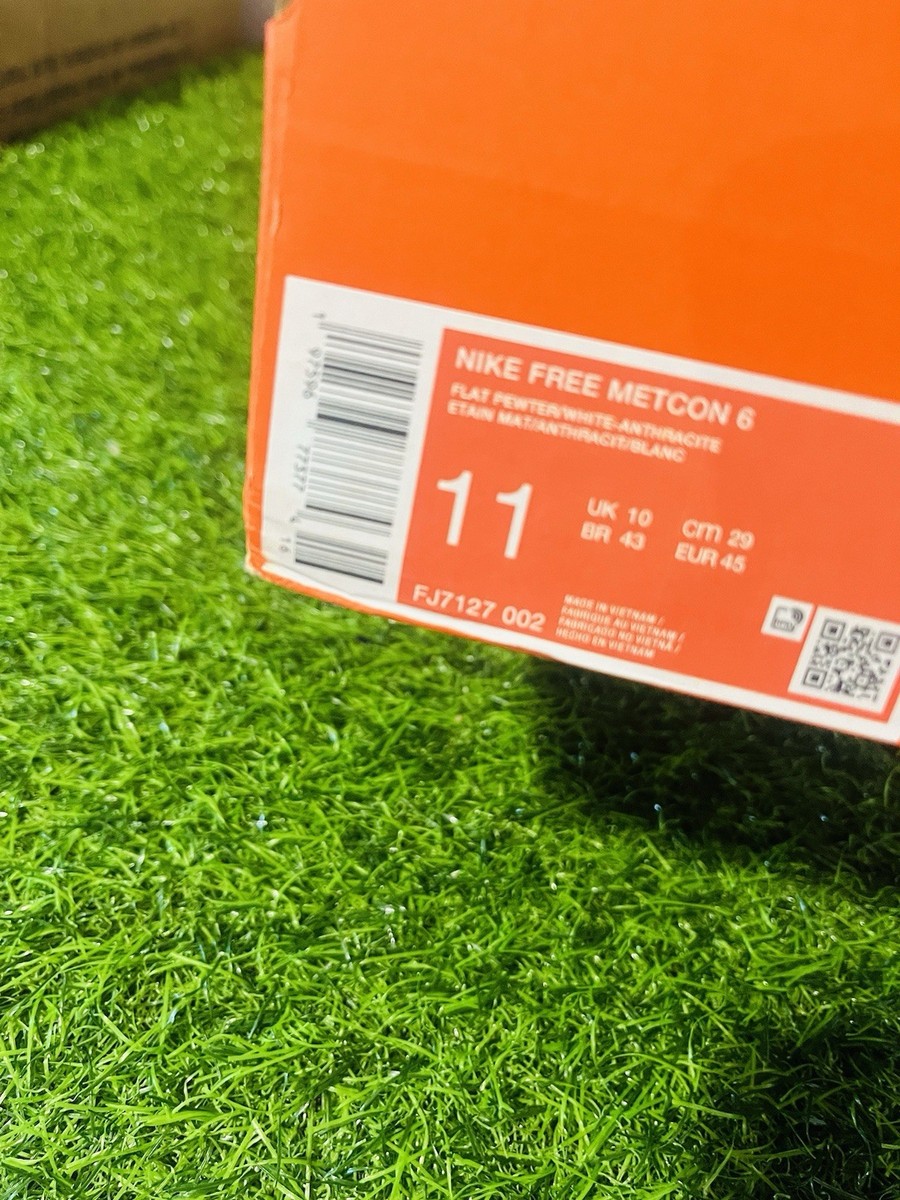 NIKE FREE METCON 6
FLAT PEWTER/WHITE-ANTHRACITE
ETAIN MAT/ANTHRACIT/BLANC
11
UK 10
BR 43
cm 29
EUR 45
FJ7127 002
MADE IN VIETNAM /
FABRIQUE AU VIETNAM /
FABRICADO NO VIETNÃ /
HECHO EN VIETNAM